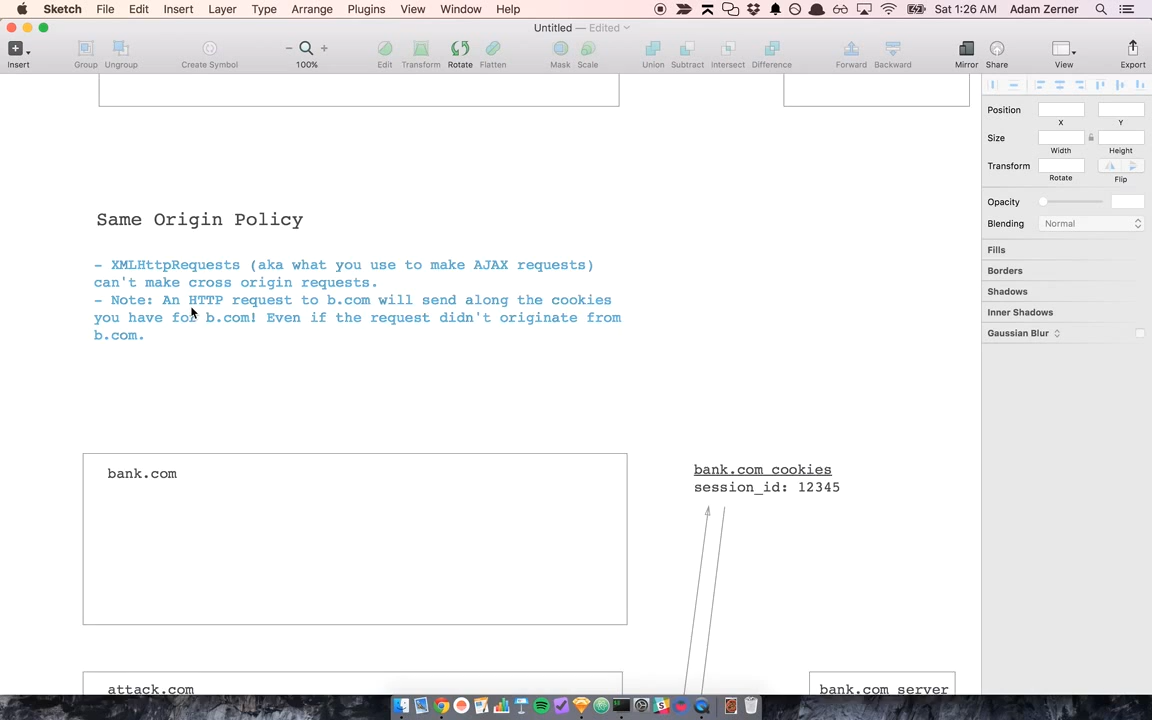 Sketch File Edit Insert Layer Type Arrange Plugins View Window Help Sat 1:26 AM Adam Zerner
Untitled — Edited
Insert Group Ungroup Create Symbol 100% Edit Transform Rotate Flatten Mask Scale Union Subtract Intersect Difference Forward Backward Mirror Share View Export
Position
X Y
Size
Width Height
Transform
Rotate Flip
Opacity
Blending Normal
Fills
Borders
Shadows
Inner Shadows
Gaussian Blur
Same Origin Policy
- XMLHttpRequests (aka what you use to make AJAX requests)
can't make cross origin requests.
- Note: An HTTP request to b.com will send along the cookies
you have for b.com! Even if the request didn't originate from
b.com.
bank.com
bank.com cookies
session_id: 12345
attack.com
bank.com server